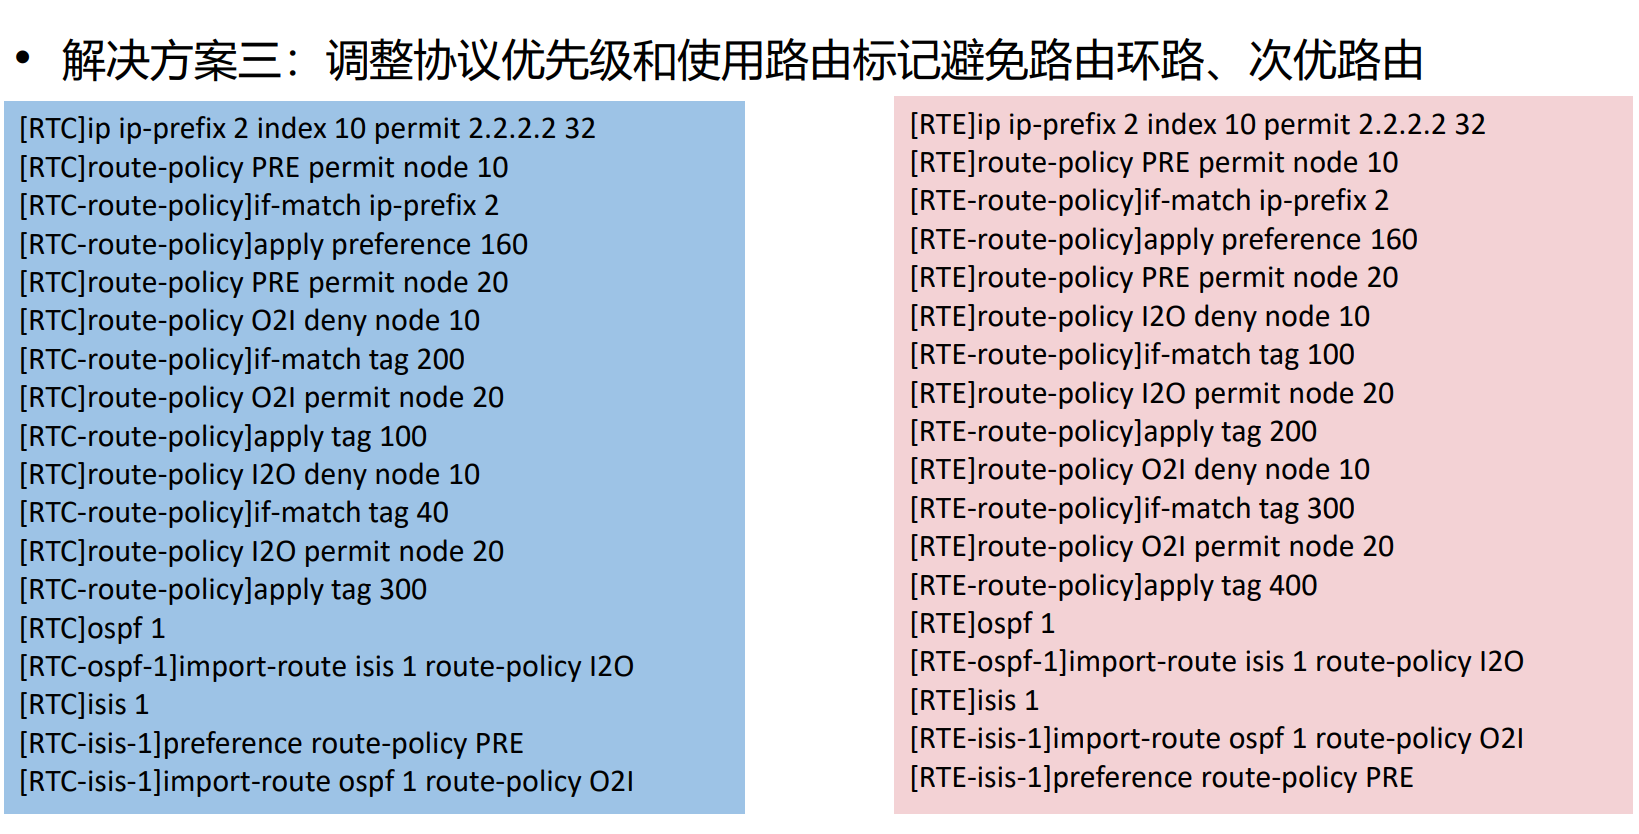 • 解决方案三：调整协议优先级和使用路由标记避免路由环路、次优路由
[RTC]ip ip-prefix 2 index 10 permit 2.2.2.2 32
[RTC]route-policy PRE permit node 10
[RTC-route-policy]if-match ip-prefix 2
[RTC-route-policy]apply preference 160
[RTC]route-policy PRE permit node 20
[RTC]route-policy O2I deny node 10
[RTC-route-policy]if-match tag 200
[RTC]route-policy O2I permit node 20
[RTC-route-policy]apply tag 100
[RTC]route-policy I2O deny node 10
[RTC-route-policy]if-match tag 40
[RTC]route-policy I2O permit node 20
[RTC-route-policy]apply tag 300
[RTC]ospf 1
[RTC-ospf-1]import-route isis 1 route-policy I2O
[RTC]isis 1
[RTC-isis-1]preference route-policy PRE
[RTC-isis-1]import-route ospf 1 route-policy O2I
[RTE]ip ip-prefix 2 index 10 permit 2.2.2.2 32
[RTE]route-policy PRE permit node 10
[RTE-route-policy]if-match ip-prefix 2
[RTE-route-policy]apply preference 160
[RTE]route-policy PRE permit node 20
[RTE]route-policy I2O deny node 10
[RTE-route-policy]if-match tag 100
[RTE]route-policy I2O permit node 20
[RTE-route-policy]apply tag 200
[RTE]route-policy O2I deny node 10
[RTE-route-policy]if-match tag 300
[RTE]route-policy O2I permit node 20
[RTE-route-policy]apply tag 400
[RTE]ospf 1
[RTE-ospf-1]import-route isis 1 route-policy I2O
[RTE]isis 1
[RTE-isis-1]import-route ospf 1 route-policy O2I
[RTE-isis-1]preference route-policy PRE